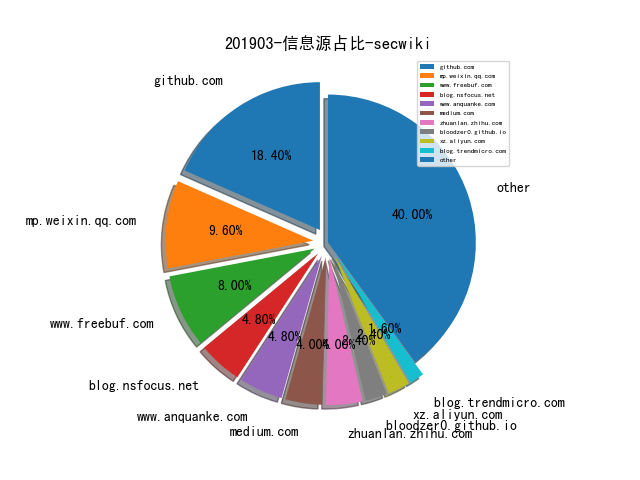 201903-信息源占比-secwiki
github.com
mp.weixin.qq.com
www.freebuf.com
blog.nsfocus.net
www.anquanke.com
medium.com
zhuanlan.zhihu.com
bloodzer0.github.io
xz.aliyun.com
blog.trendmicro.com
other
github.com
18.40%
other
40.00%
mp.weixin.qq.com
9.60%
www.freebuf.com
8.00%
blog.nsfocus.net
4.80%
www.anquanke.com
4.80%
medium.com
4.00%
zhuanlan.zhihu.com
4.00%
bloodzer0.github.io
2.40%
xz.aliyun.com
2.40%
blog.trendmicro.com
1.60%